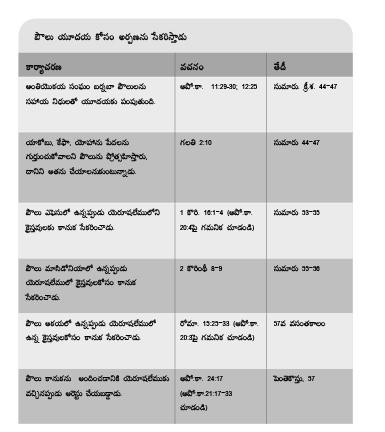 పౌలు యూదయ కోసం అర్పణను సేకరిస్తాడు
కార్యాచరణ వచనం తేదీ
అంతియొకయ సంఘం బర్నబా పౌలులను అపో.కా. 11:29-30; 12:25 సుమారు క్రీ.శ. 44-47
సహాయ నిధులతో యూదయకు పంపుతుంది.
యాకోబు, కేఫా, యోహాను పేదలను గలతీ 2:10 సుమారు 44-47
గుర్తుంచుకోవాలని పౌలును ప్రోత్సహిస్తారు,
దానిని అతను చేయాలనుకుంటున్నాడు.
పౌలు ఎఫెసులో ఉన్నప్పుడు యెరూషలేములోని 1 కొరి. 16:1-4 (అపో.కా. సుమారు 53-55
క్రైస్తవులకు కానుక సేకరించాడు. 20:4పై గమనిక చూడండి)
పౌలు మాసిడోనియాలో ఉన్నప్పుడు 2 కొరింథీ 8-9 సుమారు 55-56
యెరూషలేములో క్రైస్తవులకోసం కానుక
సేకరించాడు.
పౌలు అకయలో ఉన్నప్పుడు యెరూషలేములో రోమా. 15:25-33 (అపో.కా. 57వ వసంతకాలం
ఉన్న క్రైస్తవులకోసం కానుక సేకరించాడు. 20:3పై గమనిక చూడండి)
పౌలు కానుకను అందించడానికి యెరూషలేముకు అపో.కా. 24:17 పెంతెకొస్తు, 57
వచ్చినప్పుడు అరెస్టు చేయబడ్డాడు. (అపో.కా.21:17-33
చూడండి)